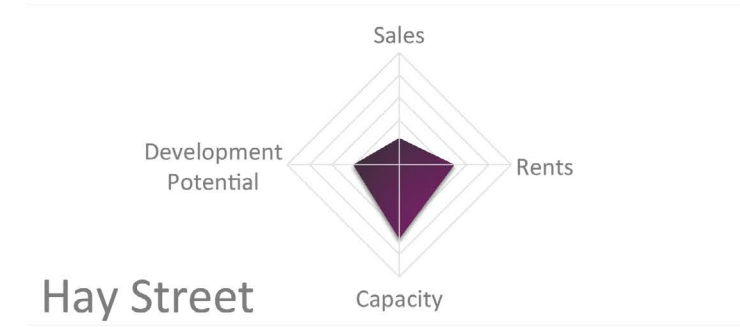 Sales
Development
Potential
Rents
Hay Street
Capacity